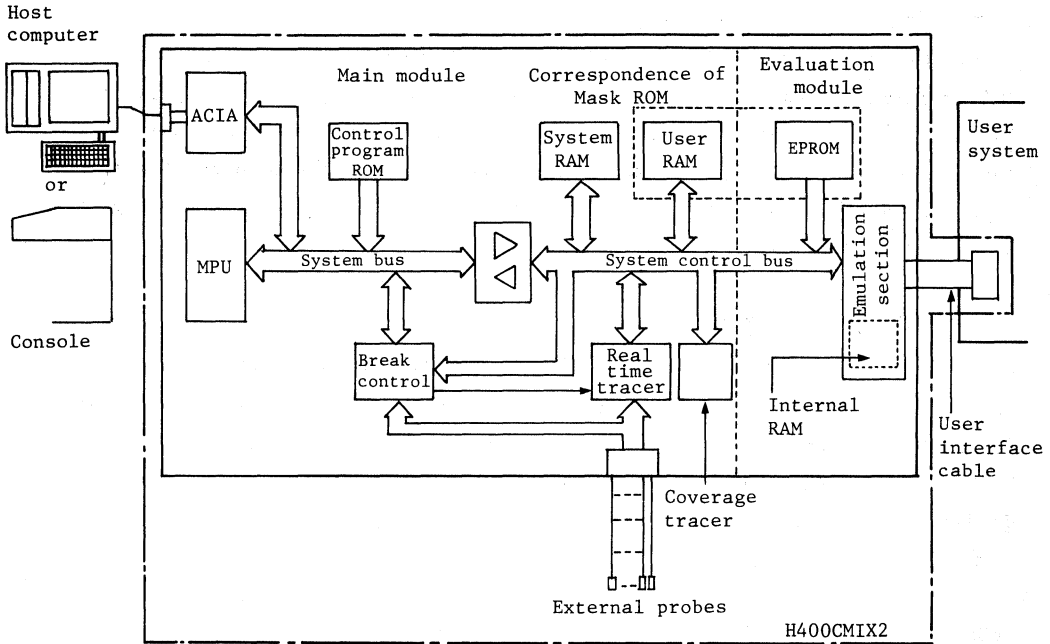 Host
computer
or
Console
Main module
ACIA
Control
program
ROM
MPU
System bus
Correspondence of
Mask ROM
System
RAM
User
RAM
Evaluation
module
EPROM
User
system
System control bus
Emulation
section
Break
control
Real
time
tracer
Internal
RAM
User
interface
cable
Coverage
tracer
External probes
H400CMIX2